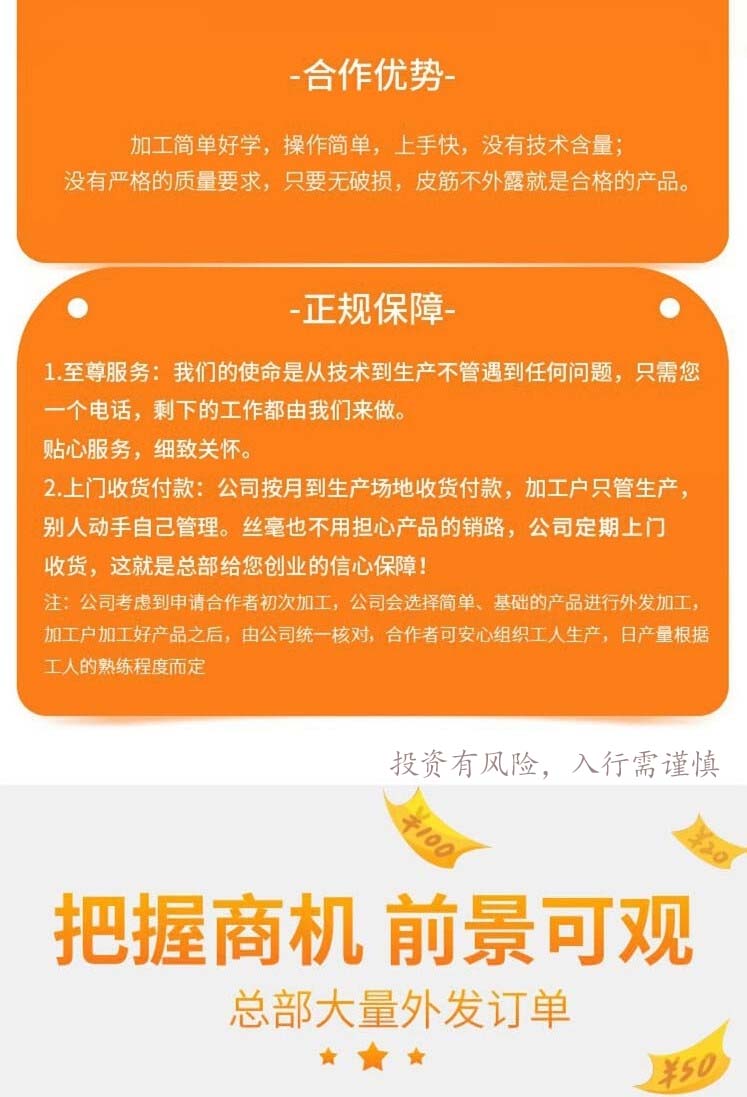 -合作优势-
加工简单好学，操作简单，上手快，没有技术含量；
没有严格的质量要求，只要无破损，皮筋不外露就是合格的产品。
-正规保障-
1.至尊服务：我们的使命是从技术到生产不管遇到任何问题，只需您
一个电话，剩下的工作都由我们来做。
贴心服务，细致关怀。
2.上门收货付款：公司按月到生产场地收货付款，加工户只管生产，
别人动手自己管理。丝毫也不用担心产品的销路，公司定期上门
收货，这就是总部给您创业的信心保障！
注：公司考虑到申请合作者初次加工，公司会选择简单、基础的产品进行外发加工，
加工户加工好产品之后，由公司统一核对，合作者可安心组织工人生产，日产量根据
工人的熟练程度而定
投资有风险，入行需谨慎
¥100
¥20
把握商机 前景可观
总部大量外发订单
¥50